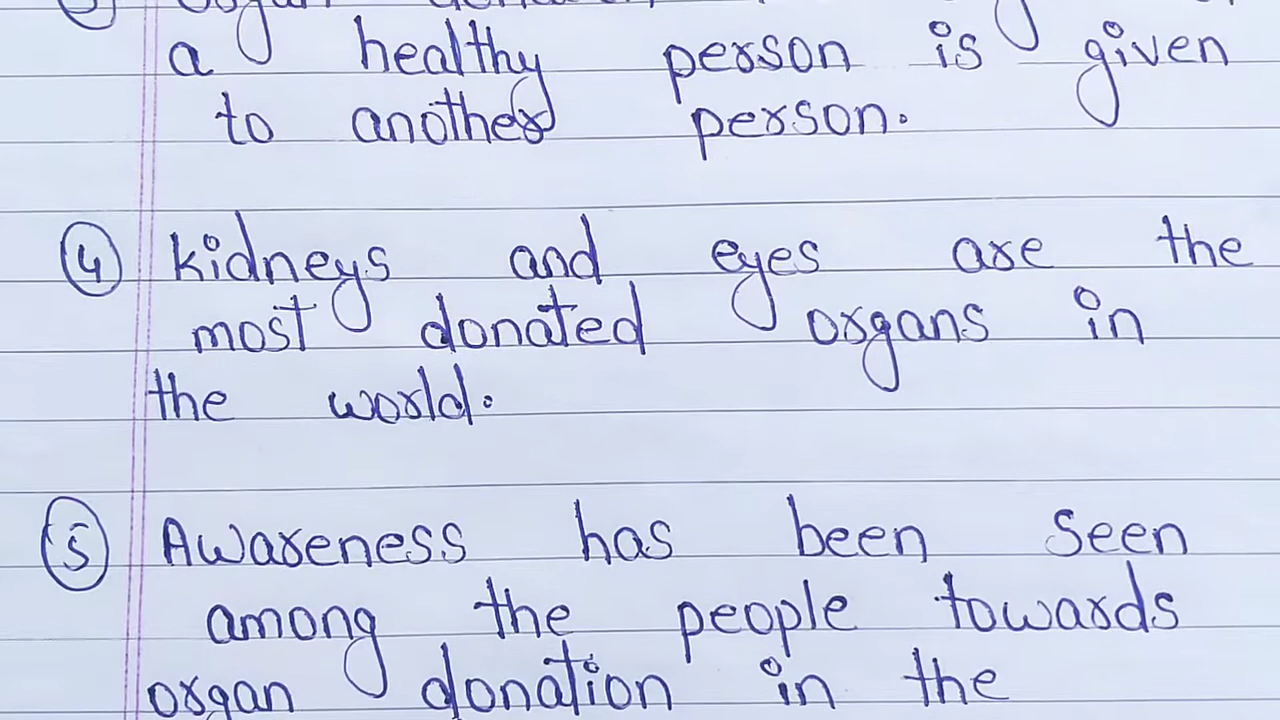 a healthy person is given
to another person.
4 Kidneys and eyes are the
most donated organs in
the world.
5 Awareness has been seen
among the people towards
organ donation in the